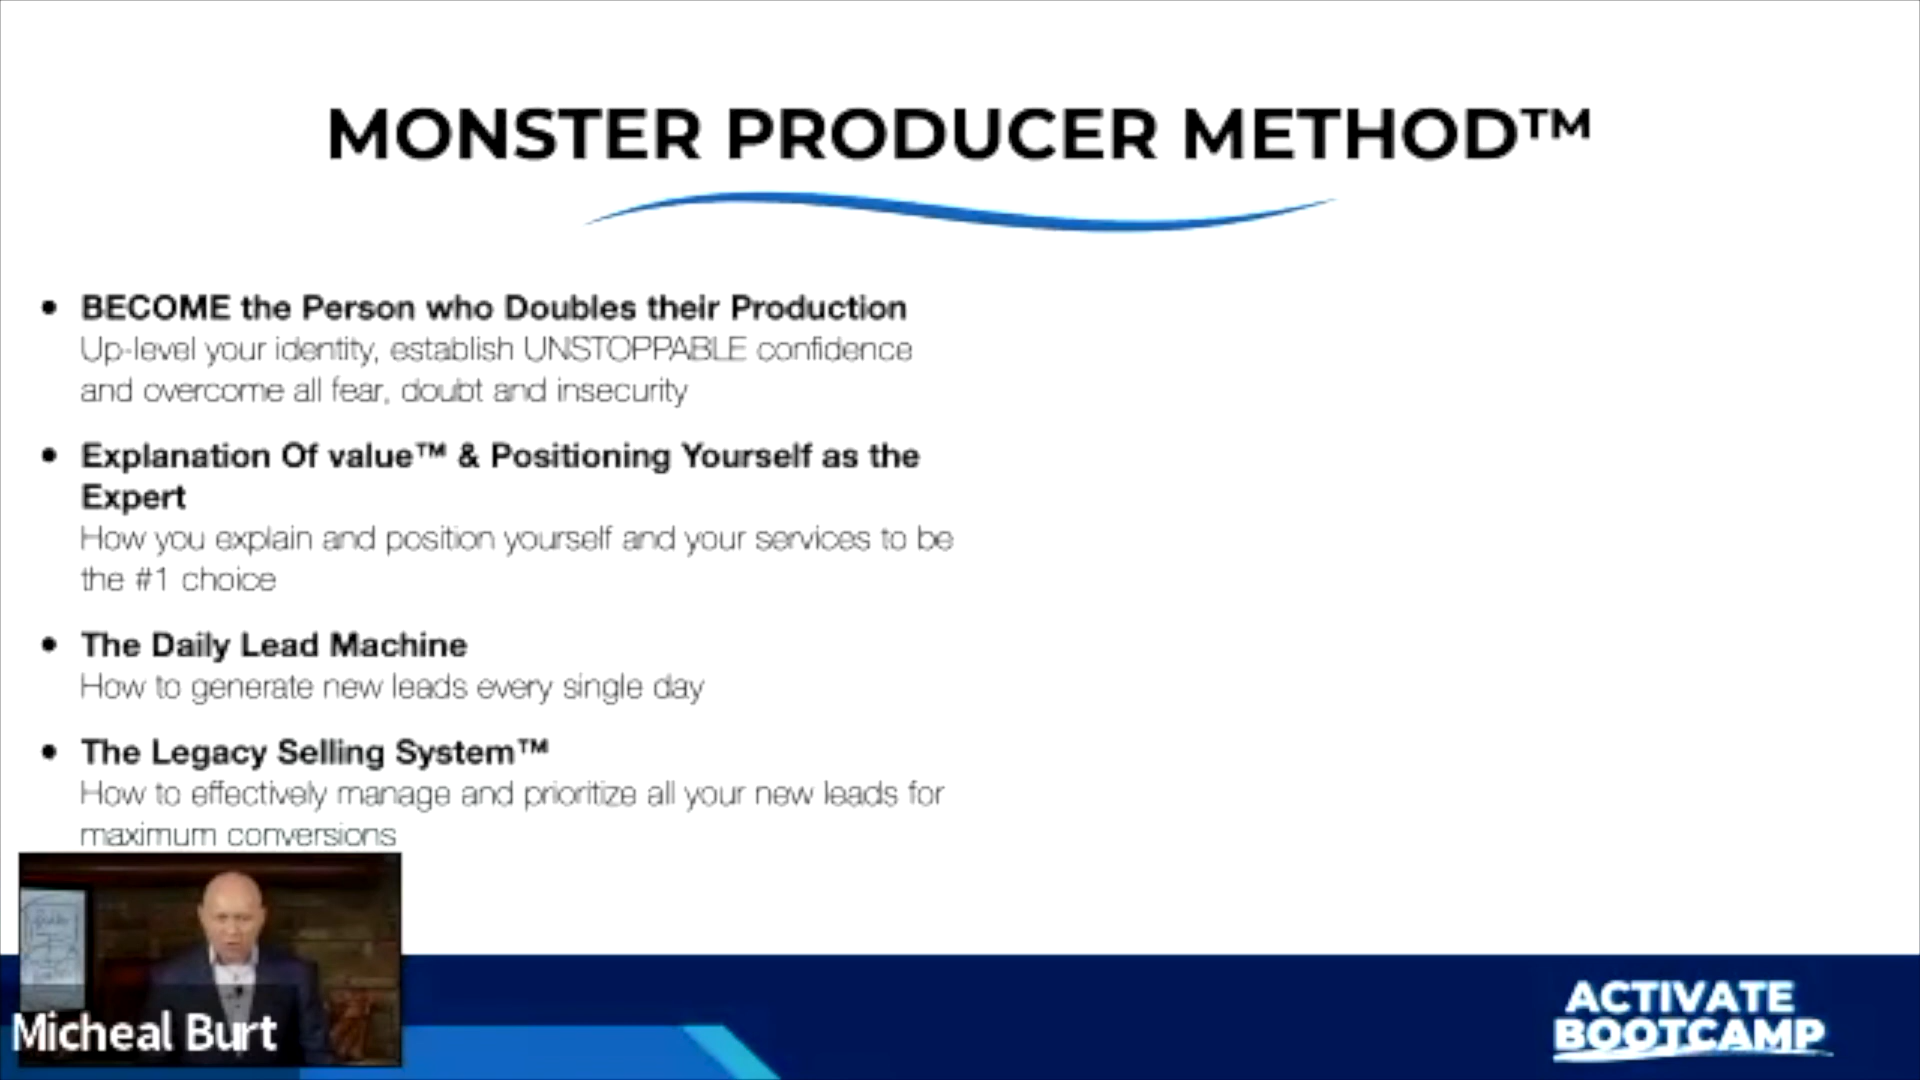 MONSTER PRODUCER METHOD™
• BECOME the Person who Doubles their Production
Up-level your identity, establish UNSTOPPABLE confidence
and overcome all fear, doubt and insecurity
• Explanation Of value™ & Positioning Yourself as the
Expert
How you explain and position yourself and your services to be
the #1 choice
• The Daily Lead Machine
How to generate new leads every single day
• The Legacy Selling System™
How to effectively manage and prioritize all your new leads for
maximum conversions
Micheal Burt
ACTIVATE
BOOTCAMP